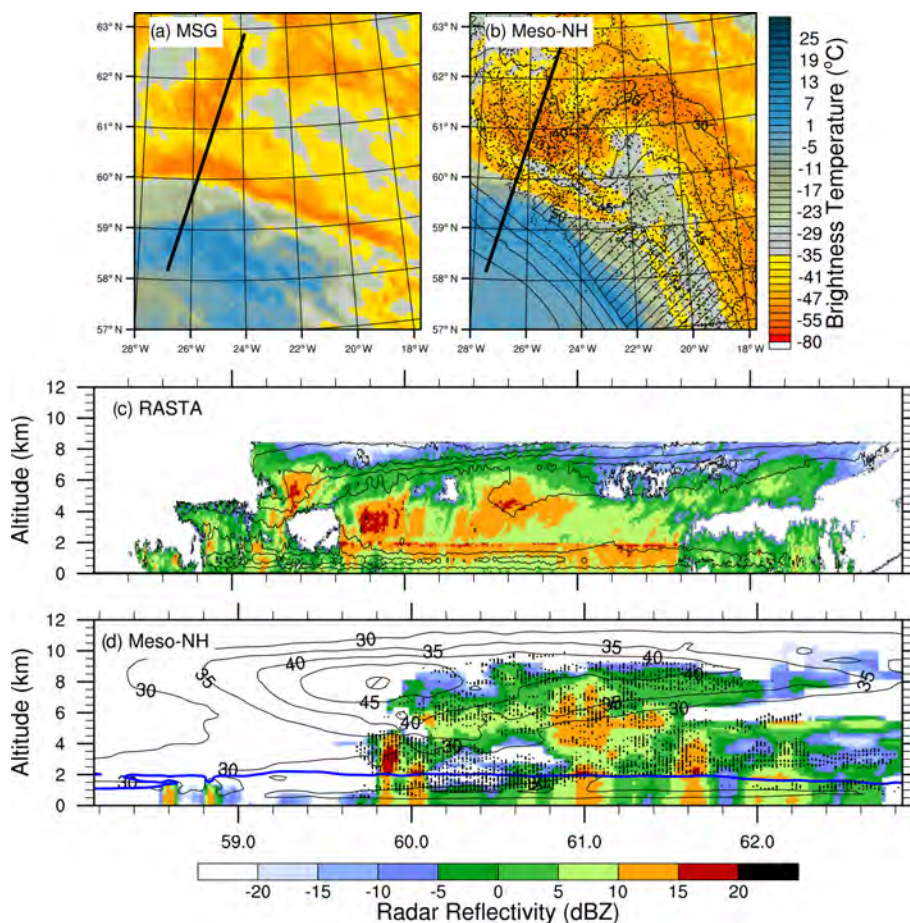 (a) MSG
(b) Meso-NH
63° N
62° N
61° N
60° N
59° N
58° N
57° N
28° W 26° W 24° W 22° W 20° W 18° W
63° N
62° N
61° N
60° N
59° N
58° N
57° N
28° W 26° W 24° W 22° W 20° W 18° W
40
50
25
19
13
7
1
-5
-11
-17
-23
-29
-35
-41
-47
-55
-80
Brightness Temperature (°C)
(c) RASTA
12
10
8
6
4
2
0
Altitude (km)
(d) Meso-NH
12
10
8
6
4
2
0
Altitude (km)
30
35
35
40
40
45
40
35
30
35
40
30
30
30
30
30
59.0 60.0 61.0 62.0
-20 -15 -10 -5 0 5 10 15 20
Radar Reflectivity (dBZ)